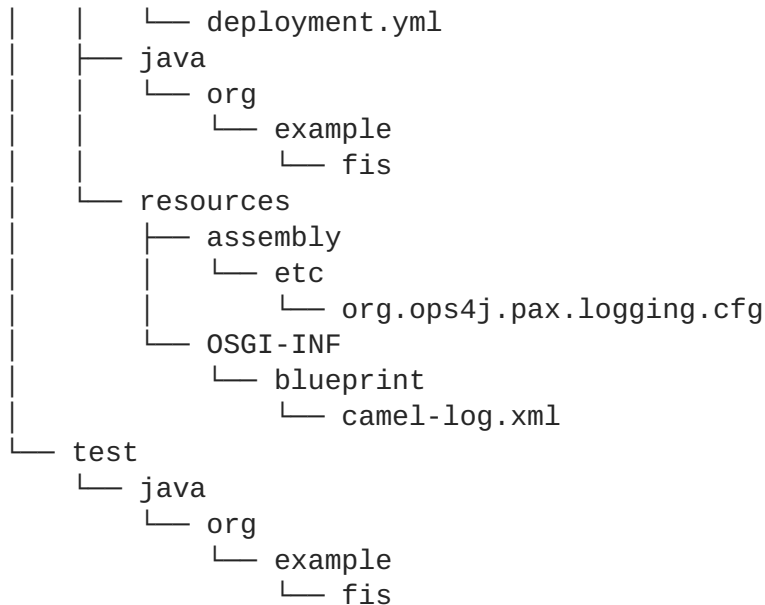 │   │   └── deployment.yml
│   ├── java
│   │   └── org
│   │       └── example
│   │           └── fis
│   └── resources
│       ├── assembly
│       │   └── etc
│       │       └── org.ops4j.pax.logging.cfg
│       └── OSGI-INF
│           └── blueprint
│               └── camel-log.xml
└── test
    └── java
        └── org
            └── example
                └── fis